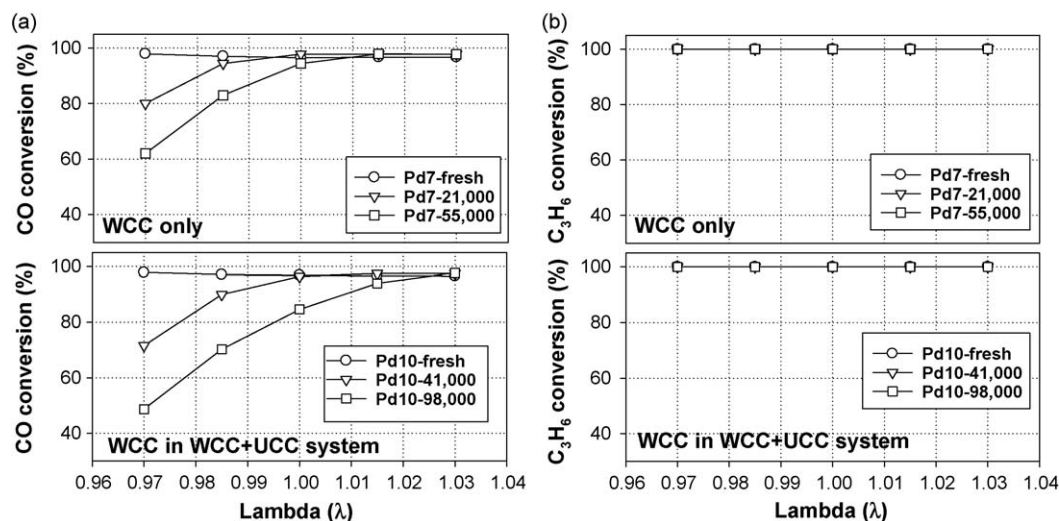 (a)
CO conversion (%)
100
80
60
40
Pd7-fresh
Pd7-21,000
Pd7-55,000
WCC only
CO conversion (%)
100
80
60
40
Pd10-fresh
Pd10-41,000
Pd10-98,000
WCC in WCC+UCC system
0.96 0.97 0.98 0.99 1.00 1.01 1.02 1.03 1.04
Lambda (λ)
(b)
C₃H₆ conversion (%)
100
80
60
40
Pd7-fresh
Pd7-21,000
Pd7-55,000
WCC only
C₃H₆ conversion (%)
100
80
60
40
Pd10-fresh
Pd10-41,000
Pd10-98,000
WCC in WCC+UCC system
0.96 0.97 0.98 0.99 1.00 1.01 1.02 1.03 1.04
Lambda (λ)